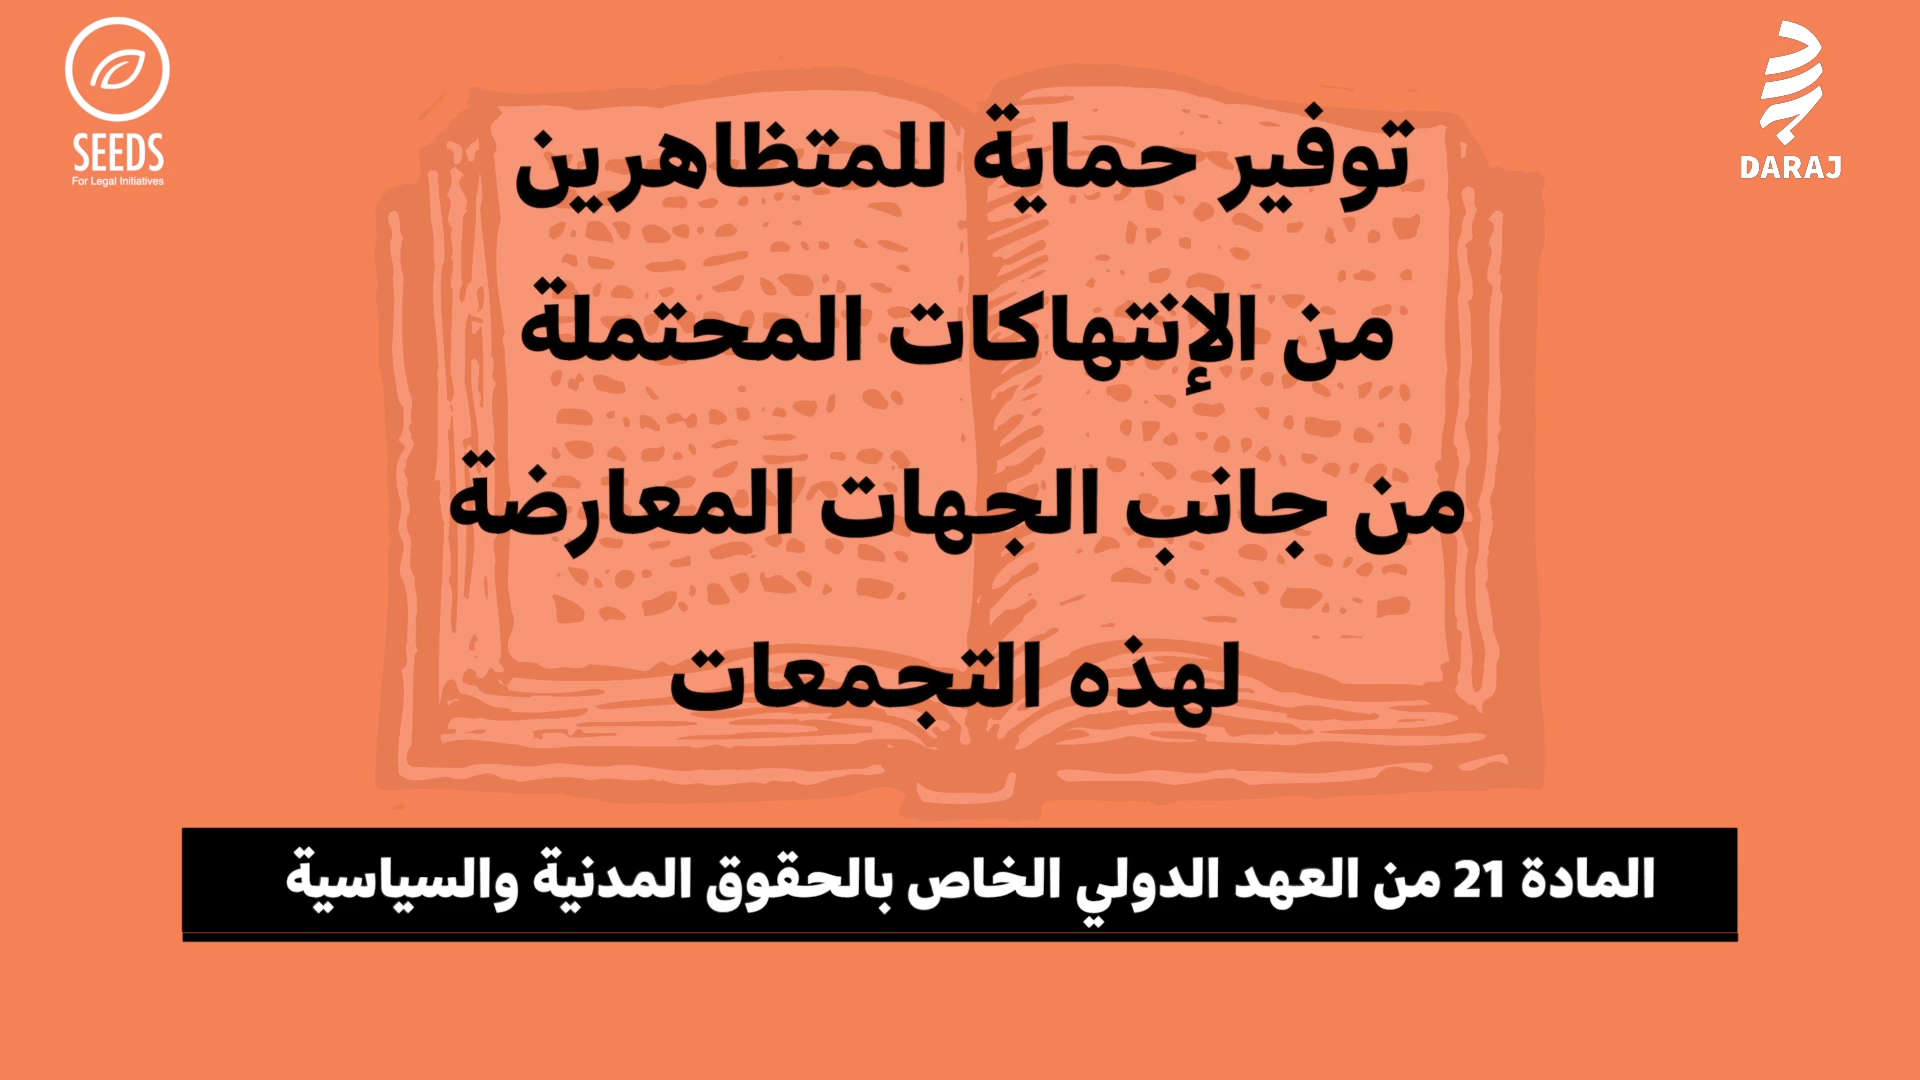 SEEDS
For Legal Initiatives
DARAJ
توفير حماية للمتظاهرين
من الإنتهاكات المحتملة
من جانب الجهات المعارضة
لهذه التجمعات
المادة 21 من العهد الدولي الخاص بالحقوق المدنية والسياسية